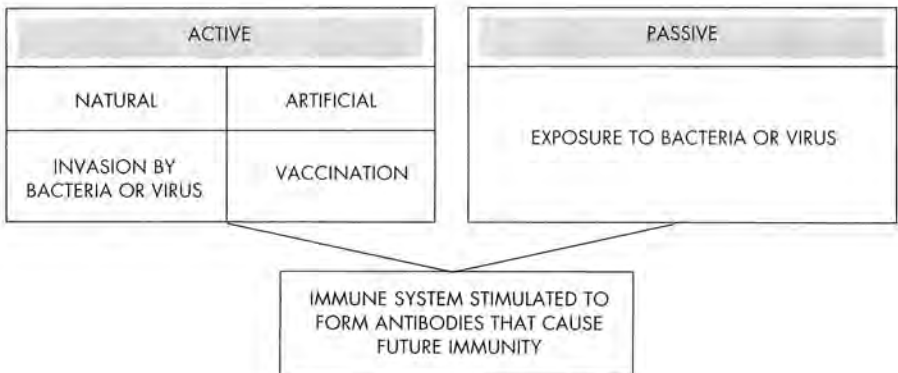 ACTIVE
PASSIVE
NATURAL
ARTIFICIAL
INVASION BY
BACTERIA OR VIRUS
VACCINATION
EXPOSURE TO BACTERIA OR VIRUS
IMMUNE SYSTEM STIMULATED TO
FORM ANTIBODIES THAT CAUSE
FUTURE IMMUNITY